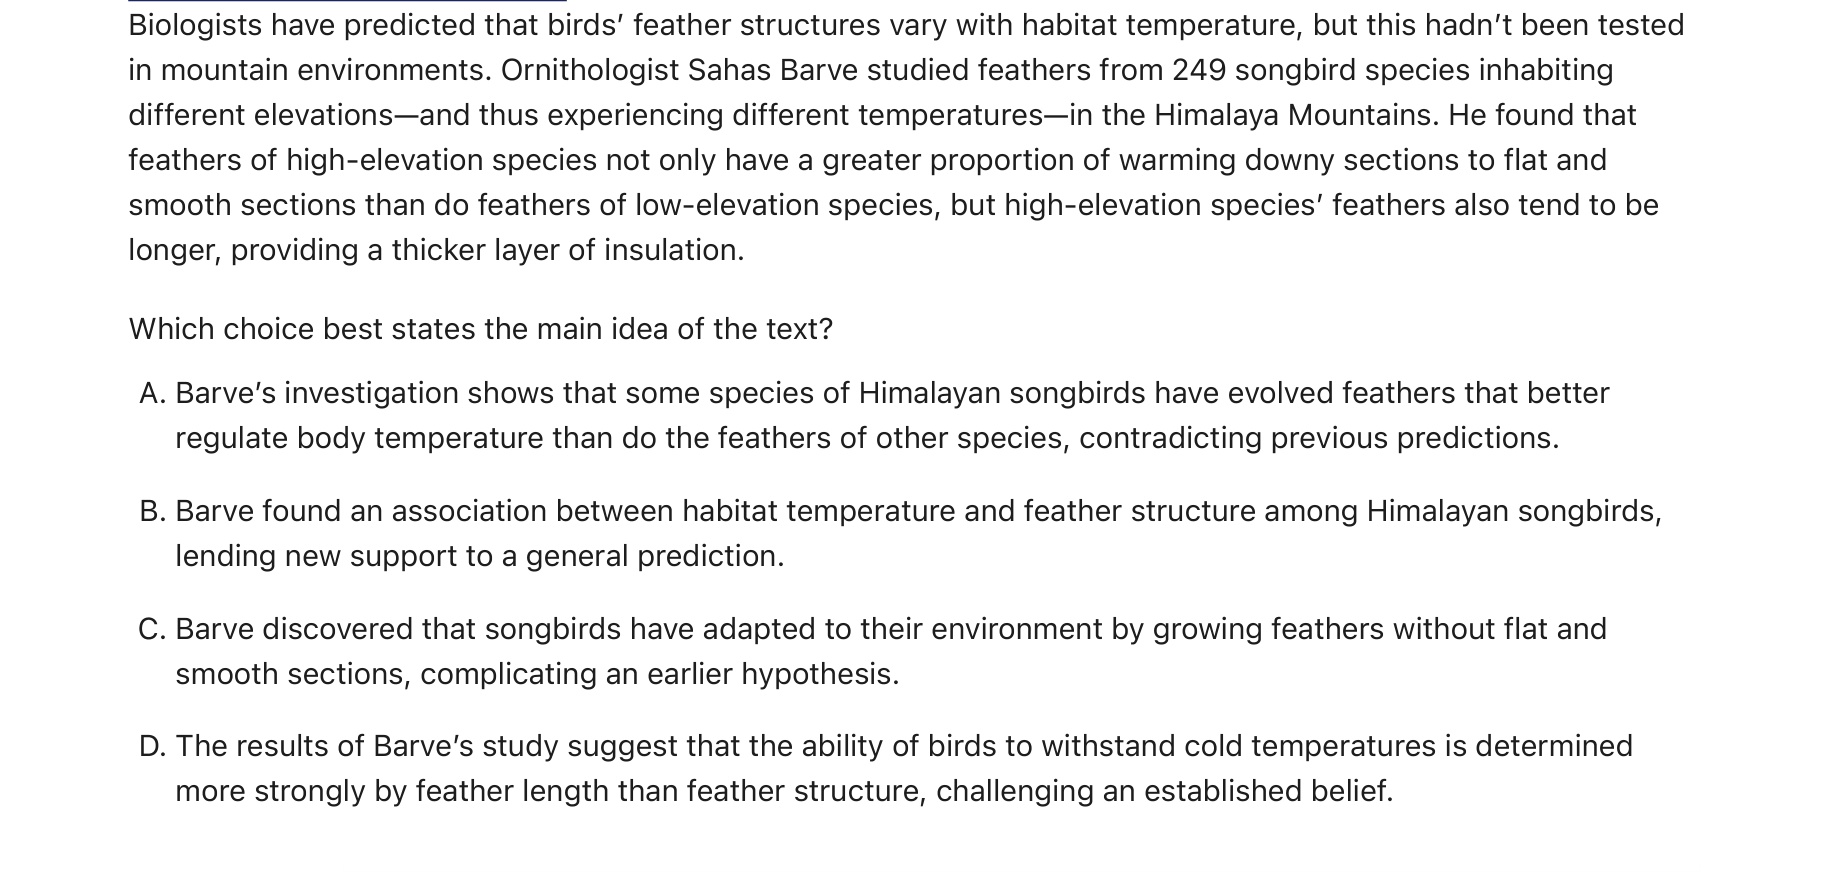 Biologists have predicted that birds’ feather structures vary with habitat temperature, but this hadn’t been tested
in mountain environments. Ornithologist Sahas Barve studied feathers from 249 songbird species inhabiting
different elevations—and thus experiencing different temperatures—in the Himalaya Mountains. He found that
feathers of high-elevation species not only have a greater proportion of warming downy sections to flat and
smooth sections than do feathers of low-elevation species, but high-elevation species’ feathers also tend to be
longer, providing a thicker layer of insulation.
Which choice best states the main idea of the text?
A. Barve’s investigation shows that some species of Himalayan songbirds have evolved feathers that better
regulate body temperature than do the feathers of other species, contradicting previous predictions.
B. Barve found an association between habitat temperature and feather structure among Himalayan songbirds,
lending new support to a general prediction.
C. Barve discovered that songbirds have adapted to their environment by growing feathers without flat and
smooth sections, complicating an earlier hypothesis.
D. The results of Barve’s study suggest that the ability of birds to withstand cold temperatures is determined
more strongly by feather length than feather structure, challenging an established belief.